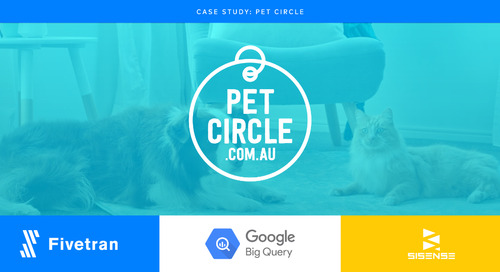 CASE STUDY: PET CIRCLE
PET
CIRCLE
.COM.AU
Fivetran
Google
Big Query
SISENSE